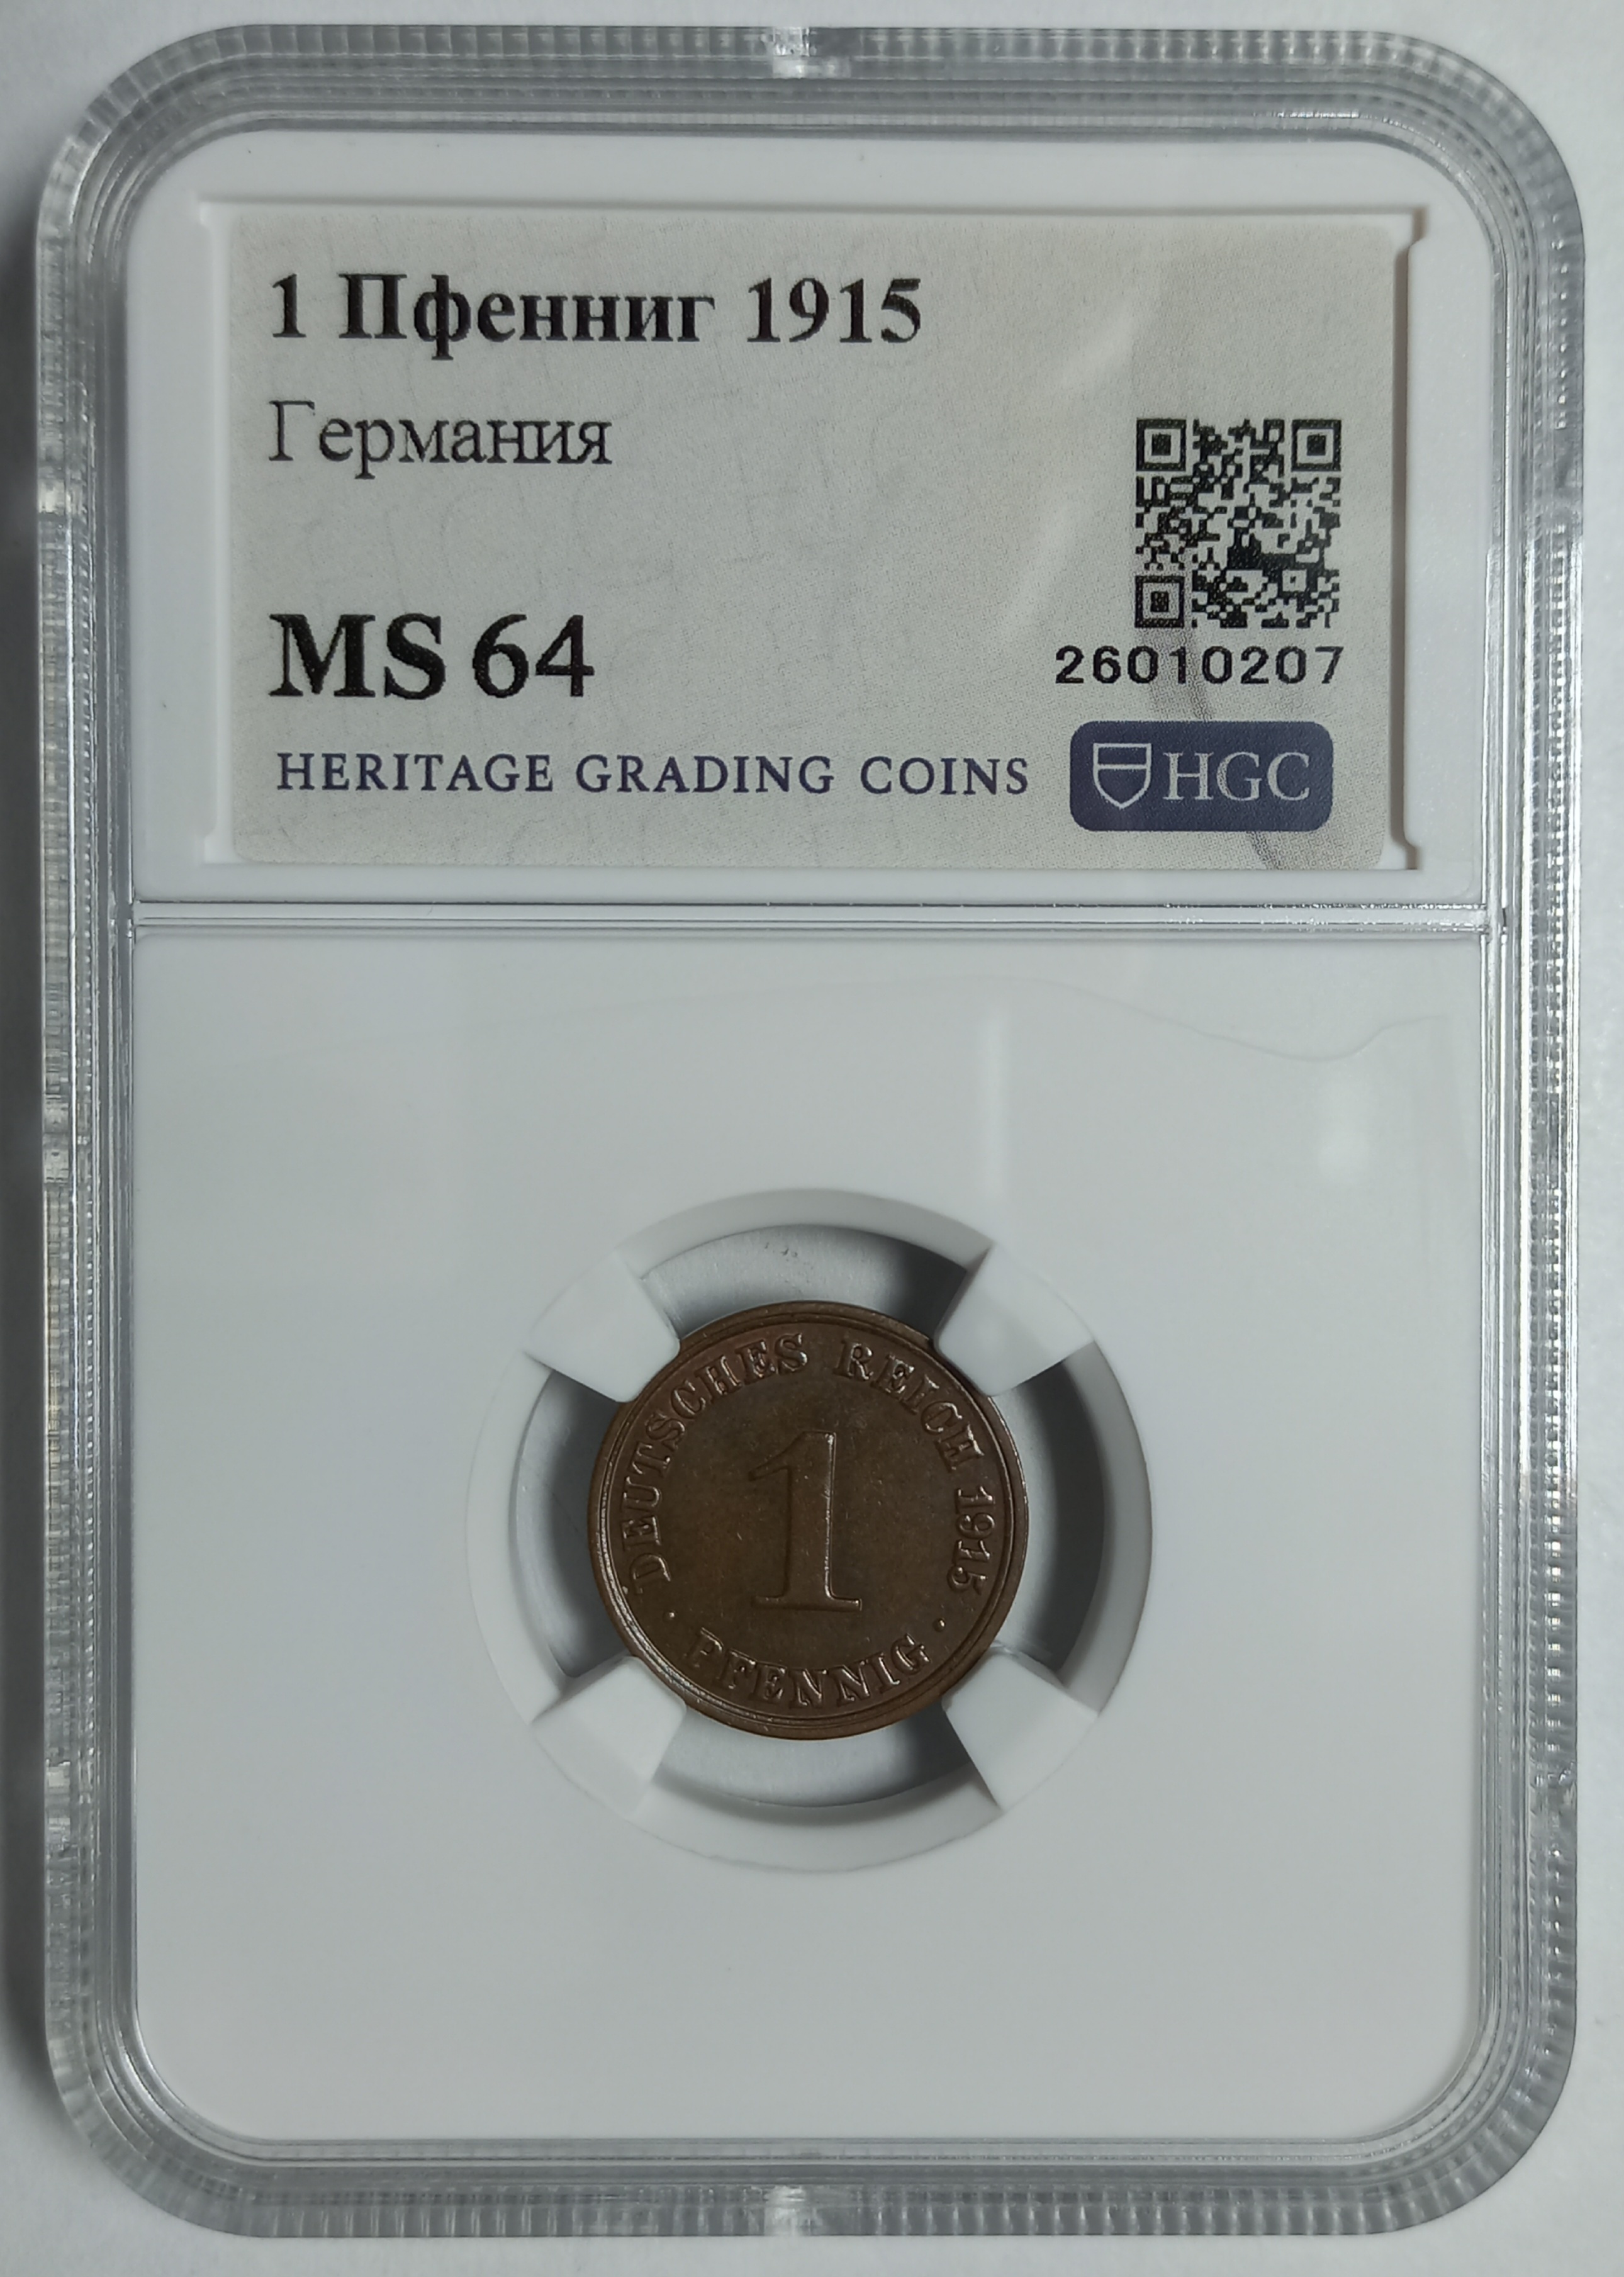 1 Пфенниг 1915
Германия
MS 64
26010207
HERITAGE GRADING COINS
HGC
DEUTSCHES REICH 1915
· PFENNIG ·
1